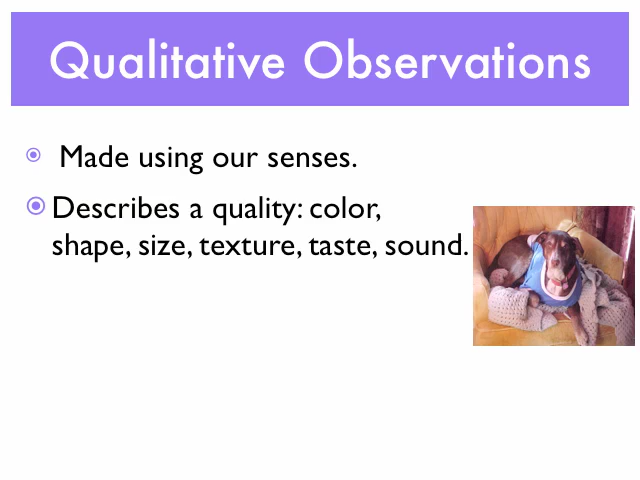 Qualitative Observations
Made using our senses.
Describes a quality: color,
shape, size, texture, taste, sound.